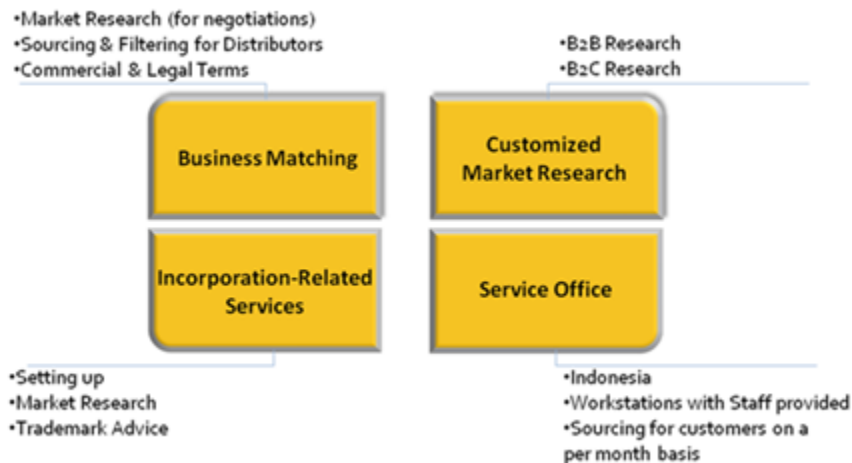 •Market Research (for negotiations)
•Sourcing & Filtering for Distributors
•Commercial & Legal Terms
•B2B Research
•B2C Research
Business Matching
Customized
Market Research
Incorporation-Related
Services
Service Office
•Setting up
•Market Research
•Trademark Advice
•Indonesia
•Workstations with Staff provided
•Sourcing for customers on a
per month basis